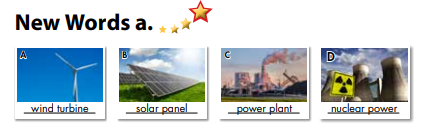 New Words a.
A
B
C
D
wind turbine
solar panel
power plant
nuclear power